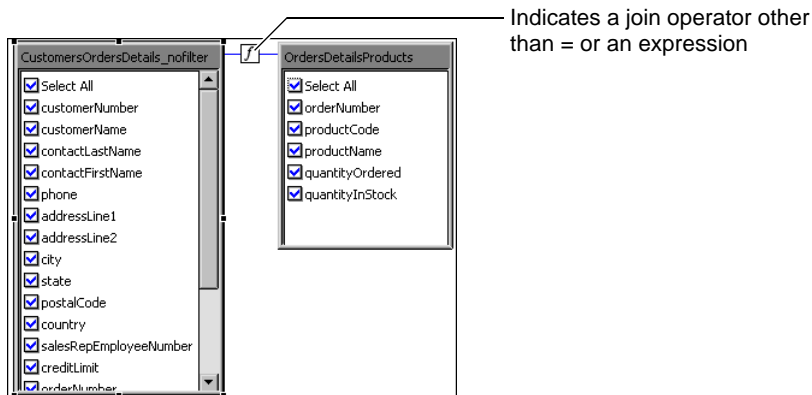 Indicates a join operator other
than = or an expression
CustomersOrdersDetails_nofilter
f
OrdersDetailsProducts
Select All
customerNumber
customerName
contactLastName
contactFirstName
phone
addressLine1
addressLine2
city
state
postalCode
country
salesRepEmployeeNumber
creditLimit
orderNumber
Select All
orderNumber
productCode
productName
quantityOrdered
quantityInStock